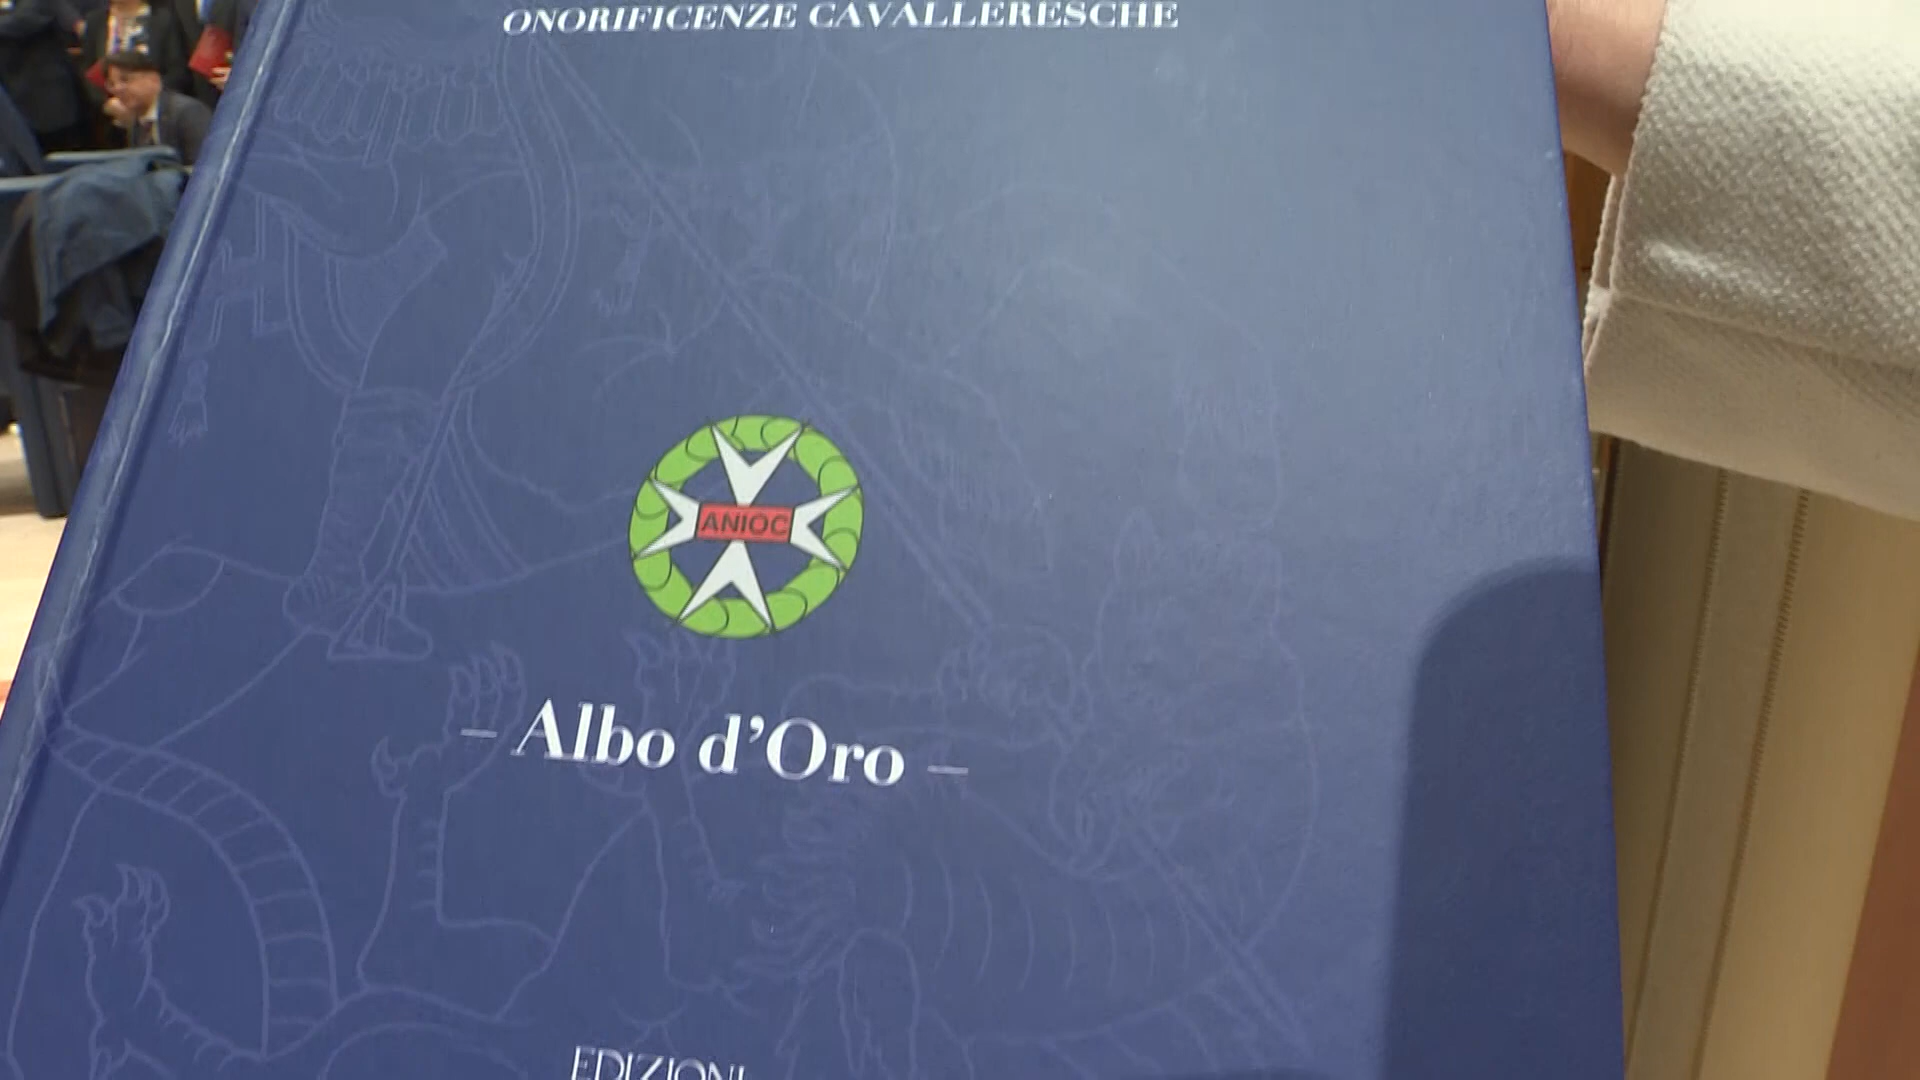 ONORIFICENZE CAVALLERESCHE
ANIOC
– Albo d’Oro –
EDIZIONI